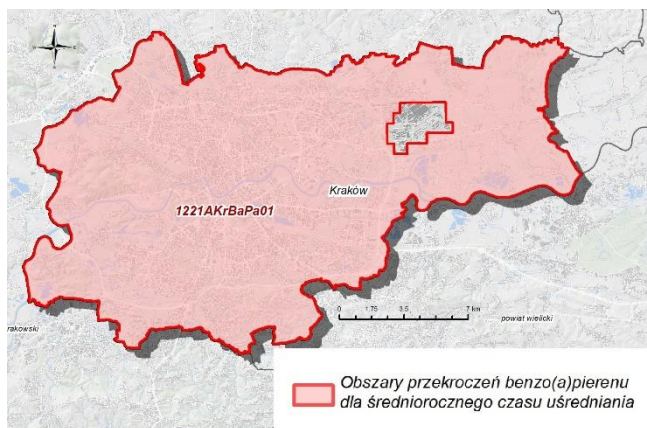 N
Kraków
1221AKrBaPa01
0 1.75 3.5 7 km
rakowski
powiat wielicki
Obszary przekroczeń benzo(a)pierenu
dla średniorocznego czasu uśredniania